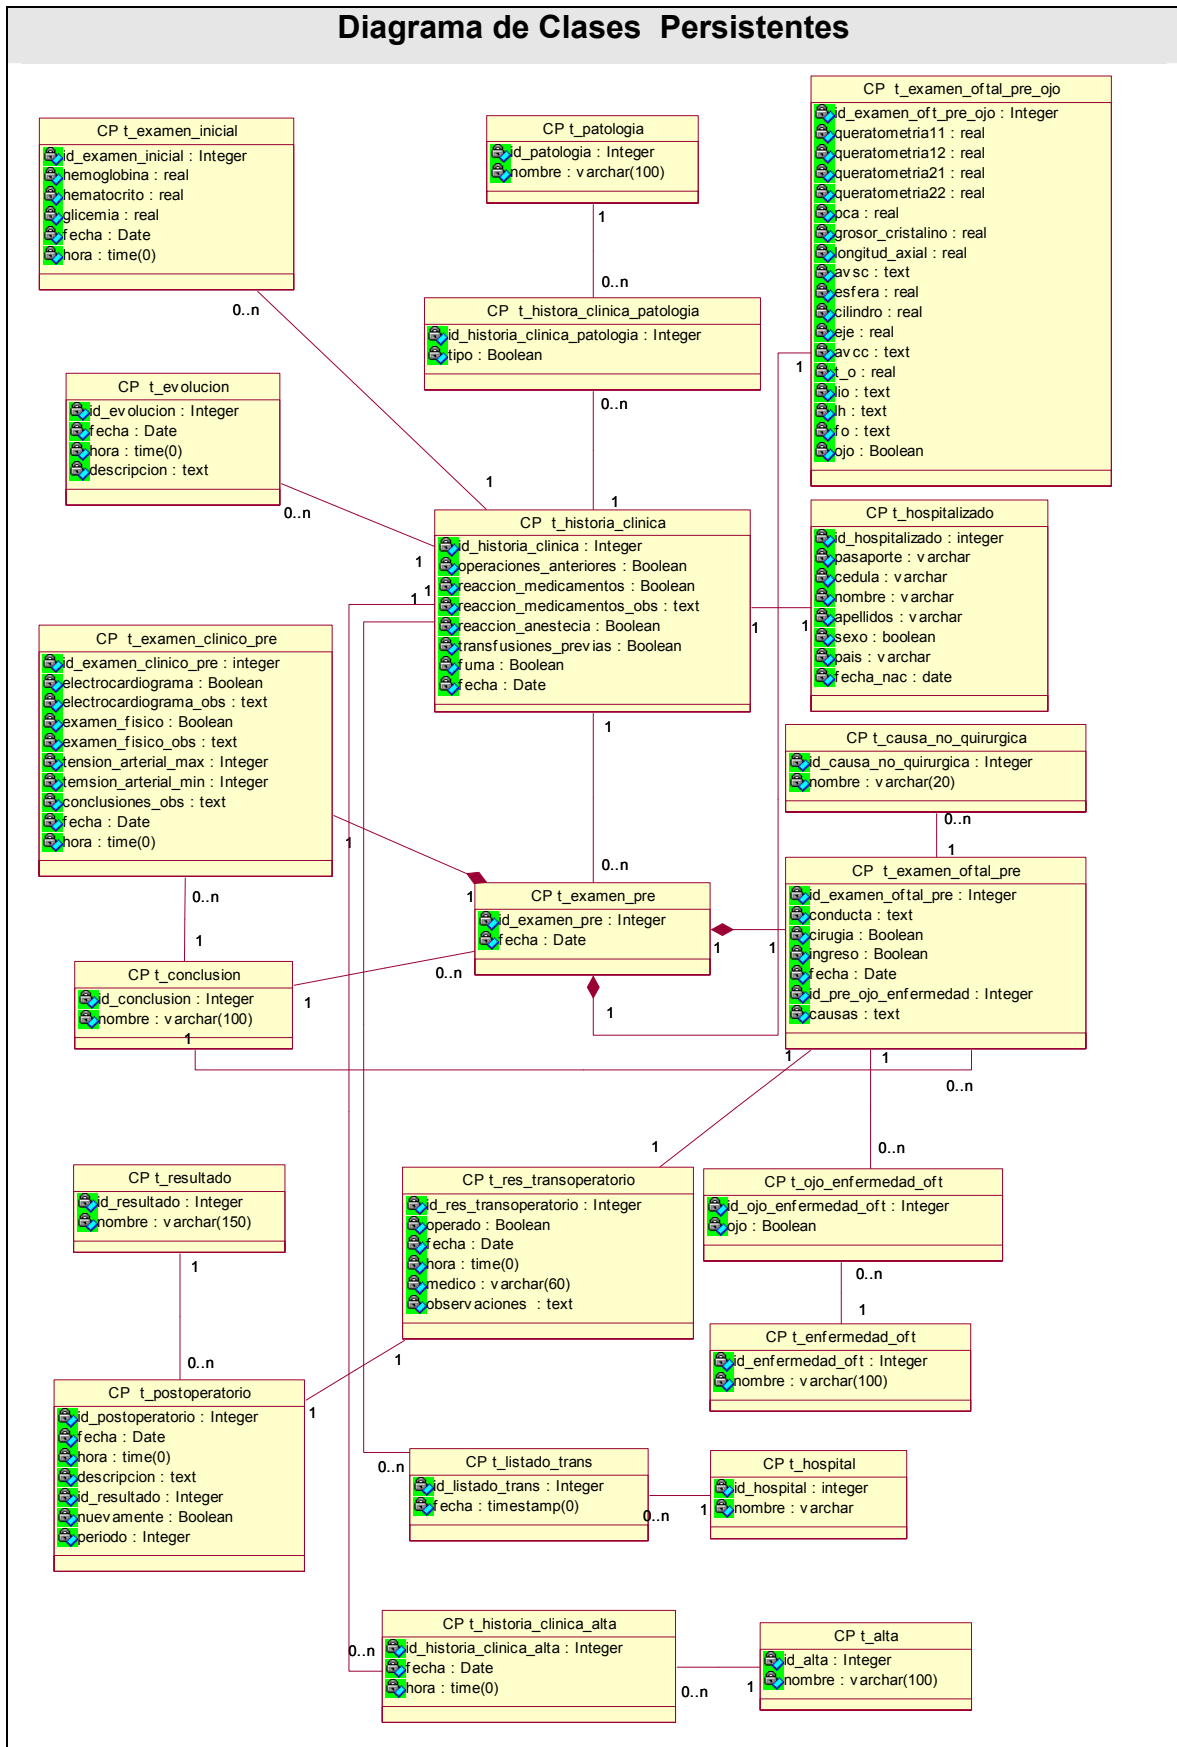 Diagrama de Clases  Persistentes
CP t_examen_inicial
id_examen_inicial : Integer
hemoglobina : real
hematocrito : real
glicemia : real
fecha : Date
hora : time(0)
0..n
CP t_patologia
id_patologia : Integer
nombre : varchar(100)
1
0..n
CP t_examen_oftal_pre_ojo
id_examen_oft_pre_ojo : Integer
queratometria11 : real
queratometria12 : real
queratometria21 : real
queratometria22 : real
pca : real
grosor_cristalino : real
longitud_axial : real
avsc : text
esfera : real
cilindro : real
eje : real
avcc : text
t_o : real
lio : text
lh : text
fo : text
ojo : Boolean
1
CP t_histora_clinica_patologia
id_historia_clinica_patologia : Integer
tipo : Boolean
0..n
1
1
CP t_evolucion
id_evolucion : Integer
fecha : Date
hora : time(0)
descripcion : text
0..n
1
CP t_historia_clinica
id_historia_clinica : Integer
operaciones_anteriores : Boolean
reaccion_medicamentos : Boolean
reaccion_medicamentos_obs : text
reaccion_anestecia : Boolean
transfusiones_previas : Boolean
fuma : Boolean
fecha : Date
1
1
1
1
1
CP t_hospitalizado
id_hospitalizado : integer
pasaporte : varchar
cedula : varchar
nombre : varchar
apellidos : varchar
sexo : boolean
pais : varchar
fecha_nac : date
CP t_examen_clinico_pre
id_examen_clinico_pre : integer
electrocardiograma : Boolean
electrocardiograma_obs : text
examen_fisico : Boolean
examen_fisico_obs : text
tension_arterial_max : Integer
temsion_arterial_min : Integer
conclusiones_obs : text
fecha : Date
hora : time(0)
1
0..n
1
CP t_causa_no_quirurgica
id_causa_no_quirurgica : Integer
nombre : varchar(20)
0..n
1
0..n
1
CP t_examen_pre
id_examen_pre : Integer
fecha : Date
0..n
1
1
1
CP t_examen_oftal_pre
id_examen_oftal_pre : Integer
conducta : text
cirugia : Boolean
ingreso : Boolean
fecha : Date
id_pre_ojo_enfermedad : Integer
causas : text
CP t_conclusion
id_conclusion : Integer
nombre : varchar(100)
1
1
1
1
0..n
1
0..n
CP t_resultado
id_resultado : Integer
nombre : varchar(150)
1
0..n
CP t_res_transoperatorio
id_res_transoperatorio : Integer
operado : Boolean
fecha : Date
hora : time(0)
medico : varchar(60)
observaciones  : text
1
1
CP t_ojo_enfermedad_oft
id_ojo_enfermedad_oft : Integer
ojo : Boolean
0..n
1
CP t_enfermedad_oft
id_enfermedad_oft : Integer
nombre : varchar(100)
CP t_postoperatorio
id_postoperatorio : Integer
fecha : Date
hora : time(0)
descripcion : text
id_resultado : Integer
nuevamente : Boolean
periodo : Integer
0..n
CP t_listado_trans
id_listado_trans : Integer
fecha : timestamp(0)
0..n
1
CP t_hospital
id_hospital : integer
nombre : varchar
0..n
CP t_historia_clinica_alta
id_historia_clinica_alta : Integer
fecha : Date
hora : time(0)
0..n
1
CP t_alta
id_alta : Integer
nombre : varchar(100)